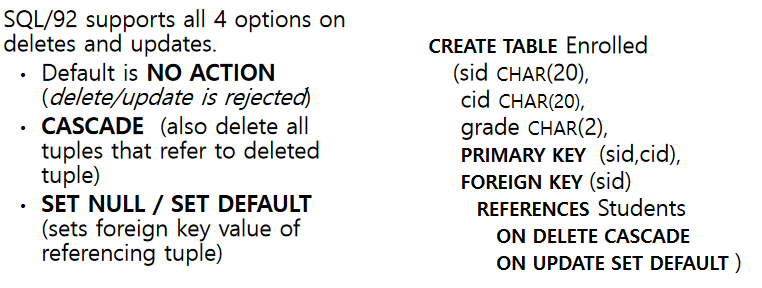 SQL/92 supports all 4 options on
deletes and updates.
• Default is NO ACTION
(delete/update is rejected)
• CASCADE (also delete all
tuples that refer to deleted
tuple)
• SET NULL / SET DEFAULT
(sets foreign key value of
referencing tuple)
CREATE TABLE Enrolled
(sid CHAR(20),
cid CHAR(20),
grade CHAR(2),
PRIMARY KEY (sid,cid),
FOREIGN KEY (sid)
REFERENCES Students
ON DELETE CASCADE
ON UPDATE SET DEFAULT )